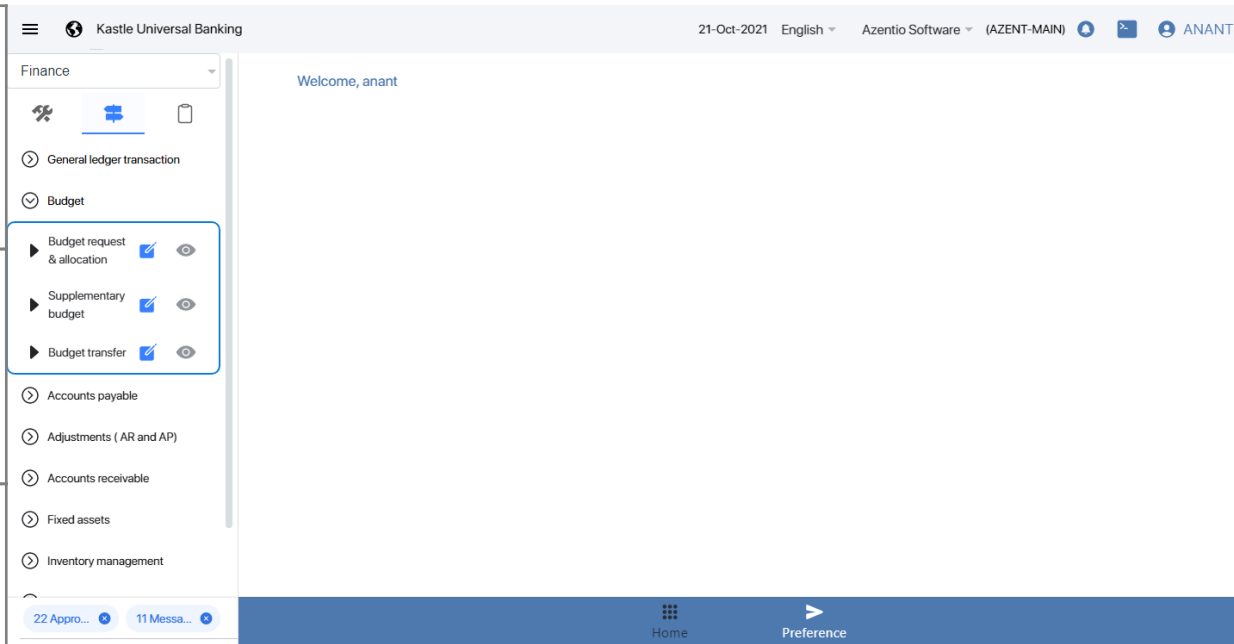 Kastle Universal Banking
21-Oct-2021 English Azentio Software (AZENT-MAIN) ANANT
Finance
Welcome, anant
General ledger transaction
Budget
Budget request
& allocation
Supplementary
budget
Budget transfer
Accounts payable
Adjustments ( AR and AP)
Accounts receivable
Fixed assets
Inventory management
22 Appro... 11 Messa...
Home Preference